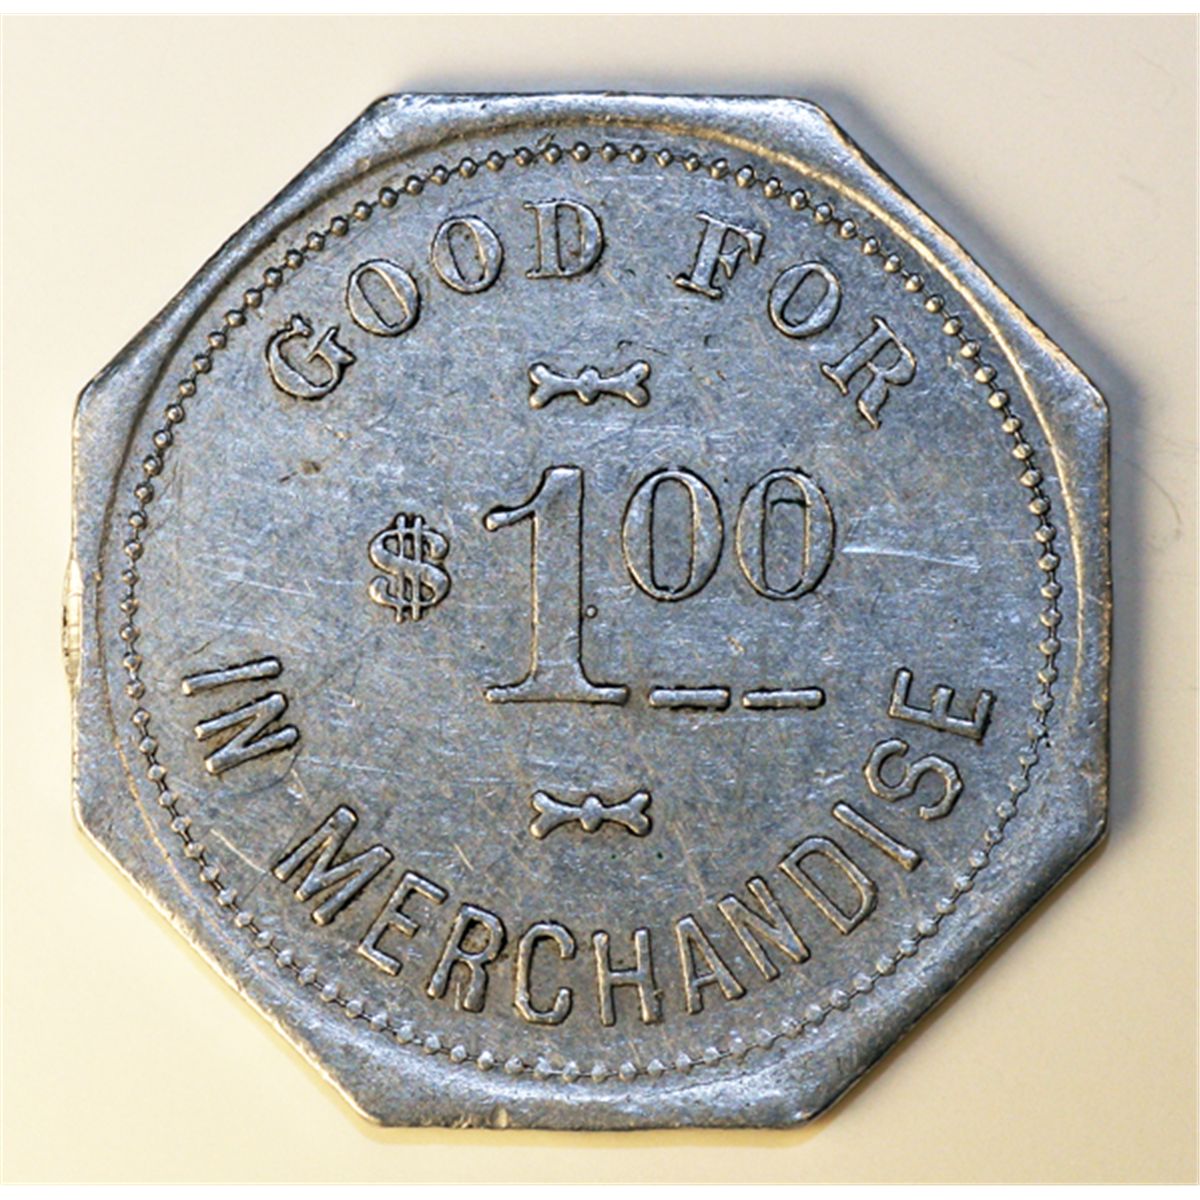 GOOD FOR
$1.00
IN MERCHANDISE